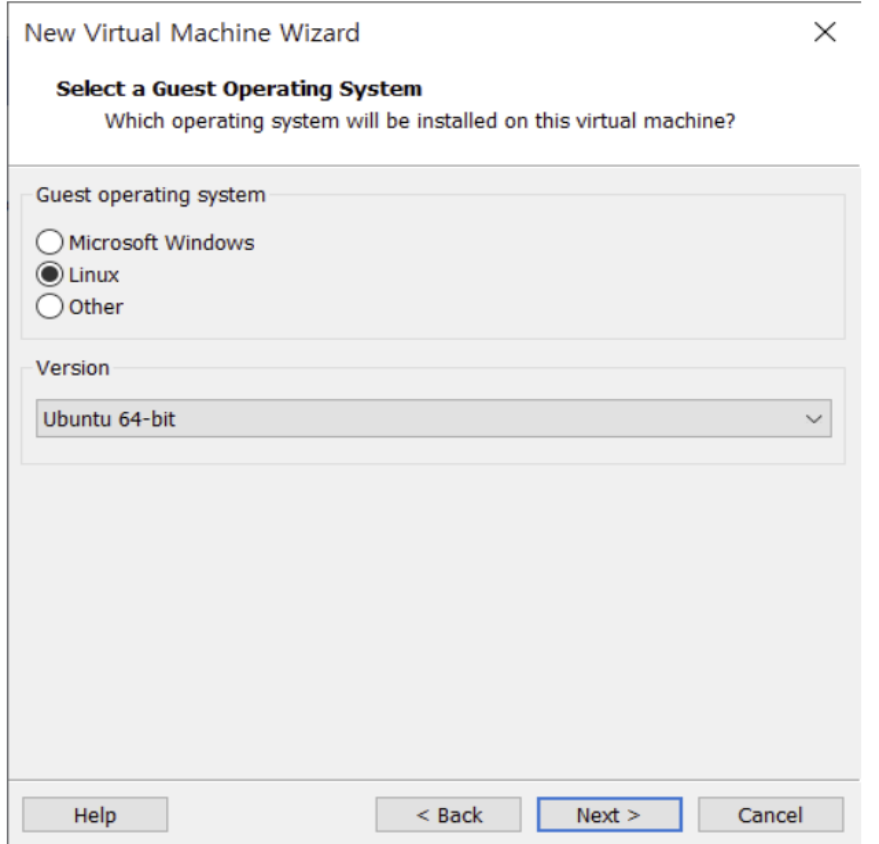 New Virtual Machine Wizard
Select a Guest Operating System
Which operating system will be installed on this virtual machine?
Guest operating system
Microsoft Windows
Linux
Other
Version
Ubuntu 64-bit
Help < Back Next > Cancel